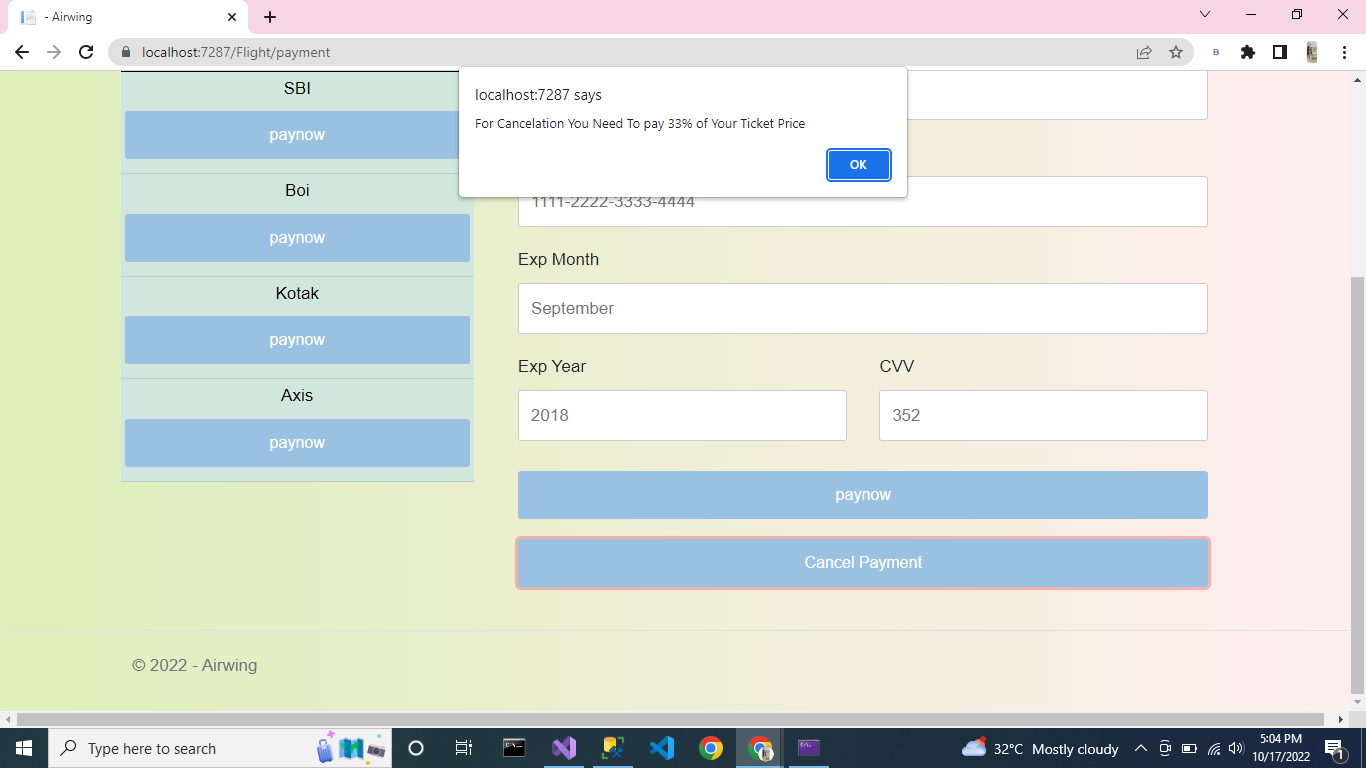 - Airwing
localhost:7287/Flight/payment
B
localhost:7287 says
For Cancelation You Need To pay 33% of Your Ticket Price
OK
SBI
paynow
Boi
paynow
Kotak
paynow
Axis
paynow
1111-2222-3333-4444
Exp Month
September
Exp Year
CVV
2018
352
paynow
Cancel Payment
© 2022 - Airwing
Type here to search
32°C Mostly cloudy
5:04 PM
10/17/2022
1